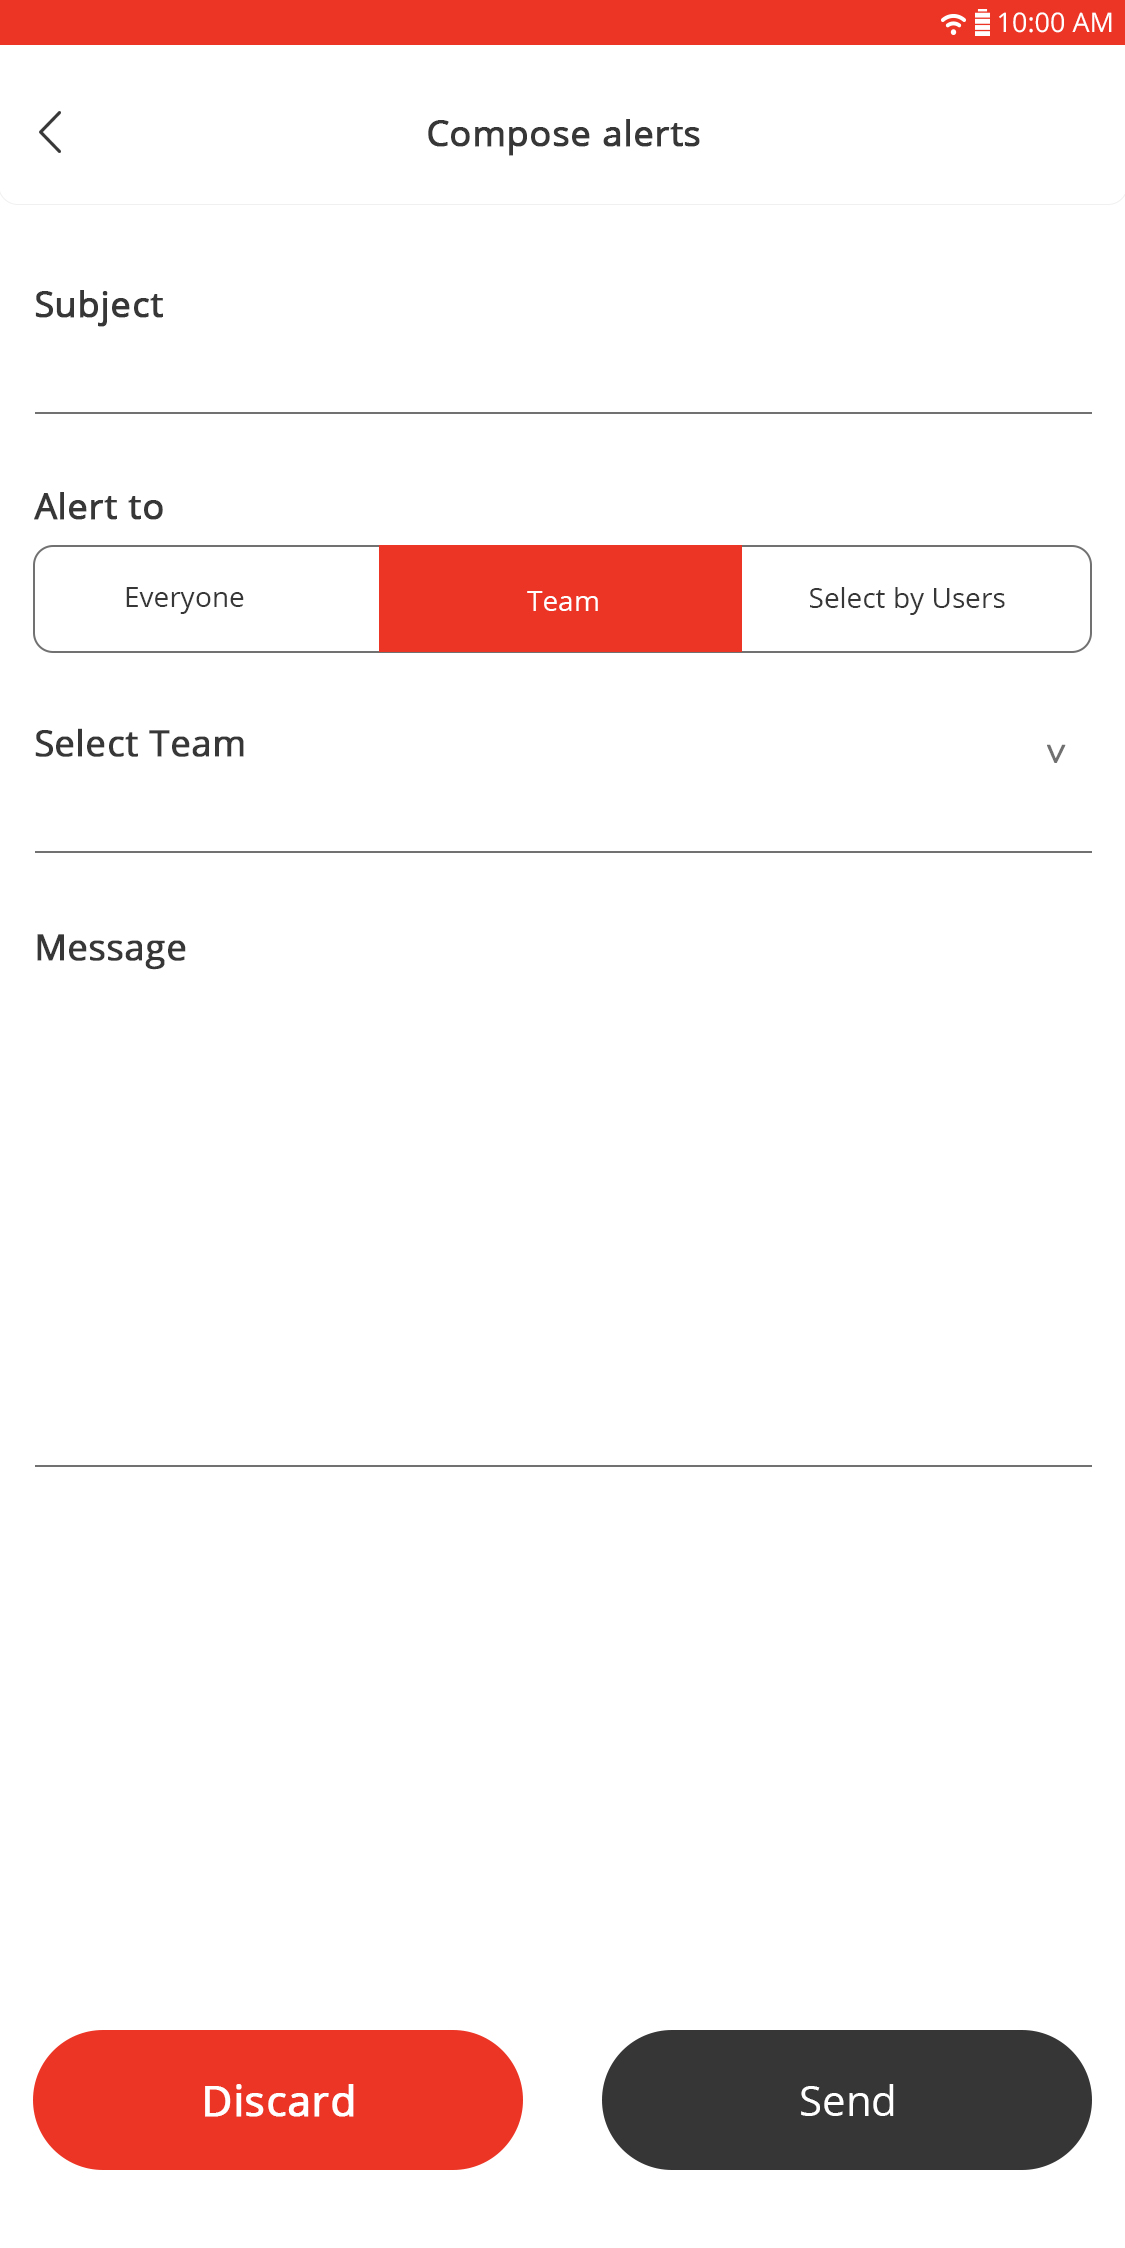 10:00 AM
Compose alerts
Subject
Alert to
Everyone Team Select by Users
Select Team
Message
Discard Send